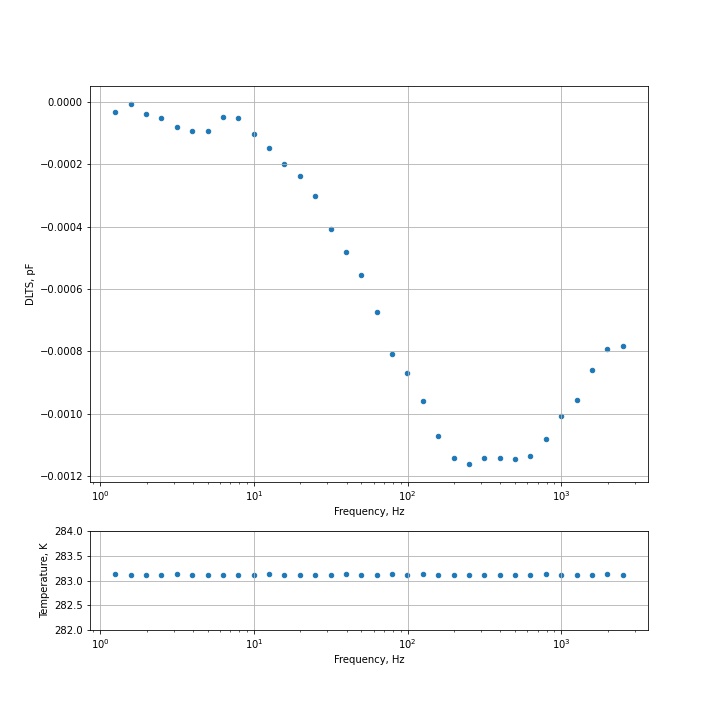 0.0000
−0.0002
−0.0004
−0.0006
−0.0008
−0.0010
−0.0012
DLTS, pF
10⁰ 10¹ 10² 10³
Frequency, Hz
284.0
283.5
283.0
282.5
282.0
Temperature, K
10⁰ 10¹ 10² 10³
Frequency, Hz